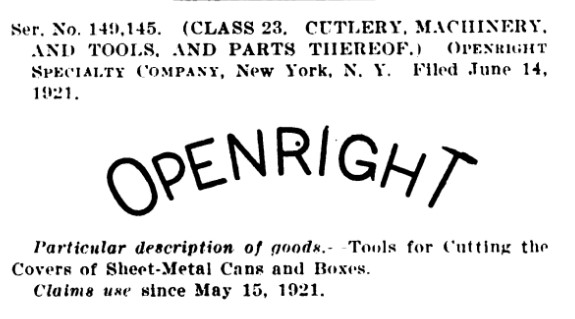 Ser. No. 149,145. (CLASS 23. CUTLERY, MACHINERY,
AND TOOLS, AND PARTS THEREOF.) OPENRIGHT
SPECIALTY COMPANY, New York, N. Y. Filed June 14,
1921.
OPENRIGHT
Particular description of goods.—Tools for Cutting the
Covers of Sheet-Metal Cans and Boxes.
Claims use since May 15, 1921.